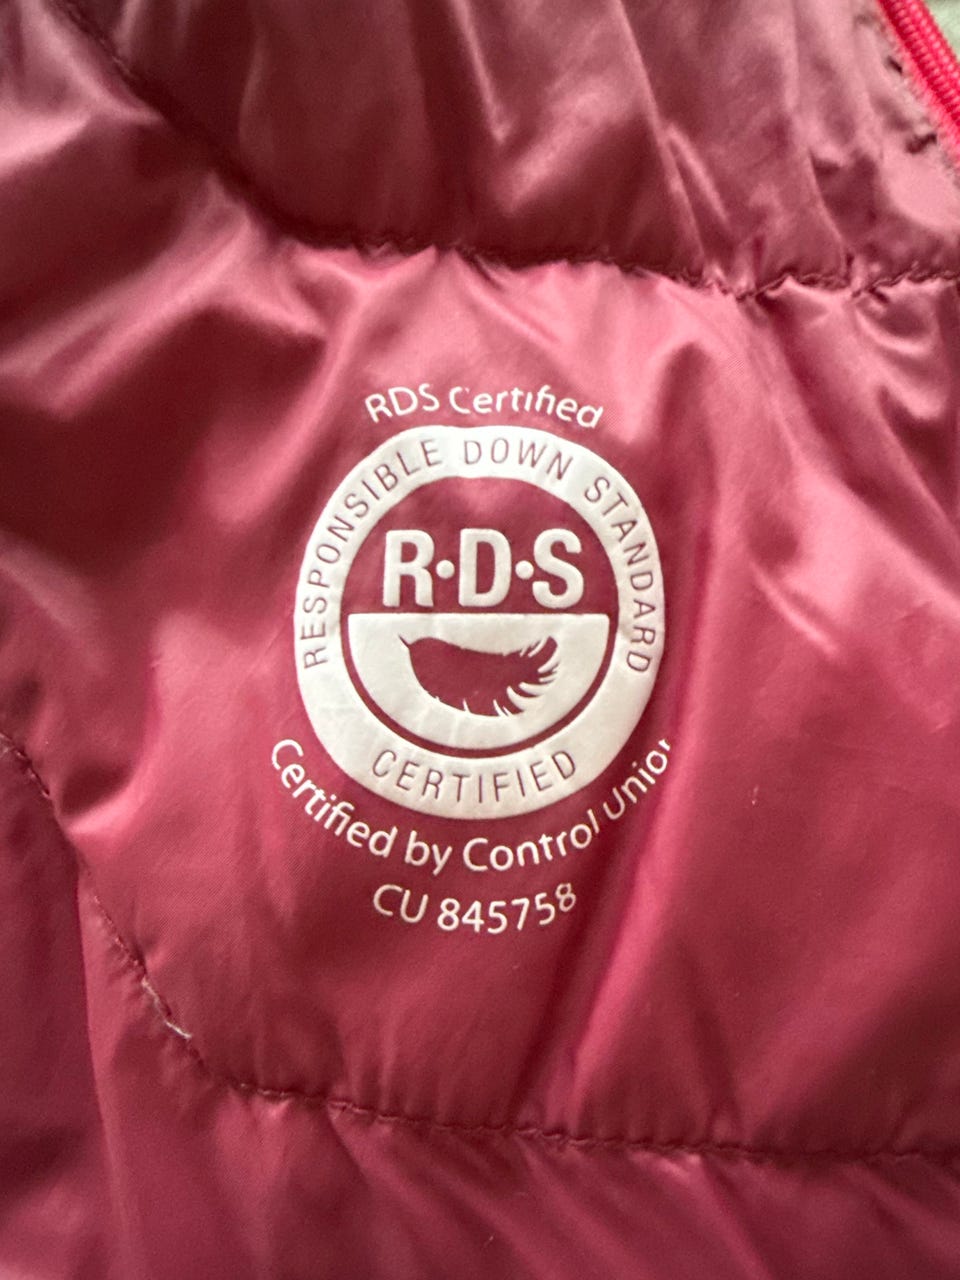 RDS Certified
RESPONSIBLE DOWN STANDARD
R·D·S
CERTIFIED
Certified by Control Union
CU 845758